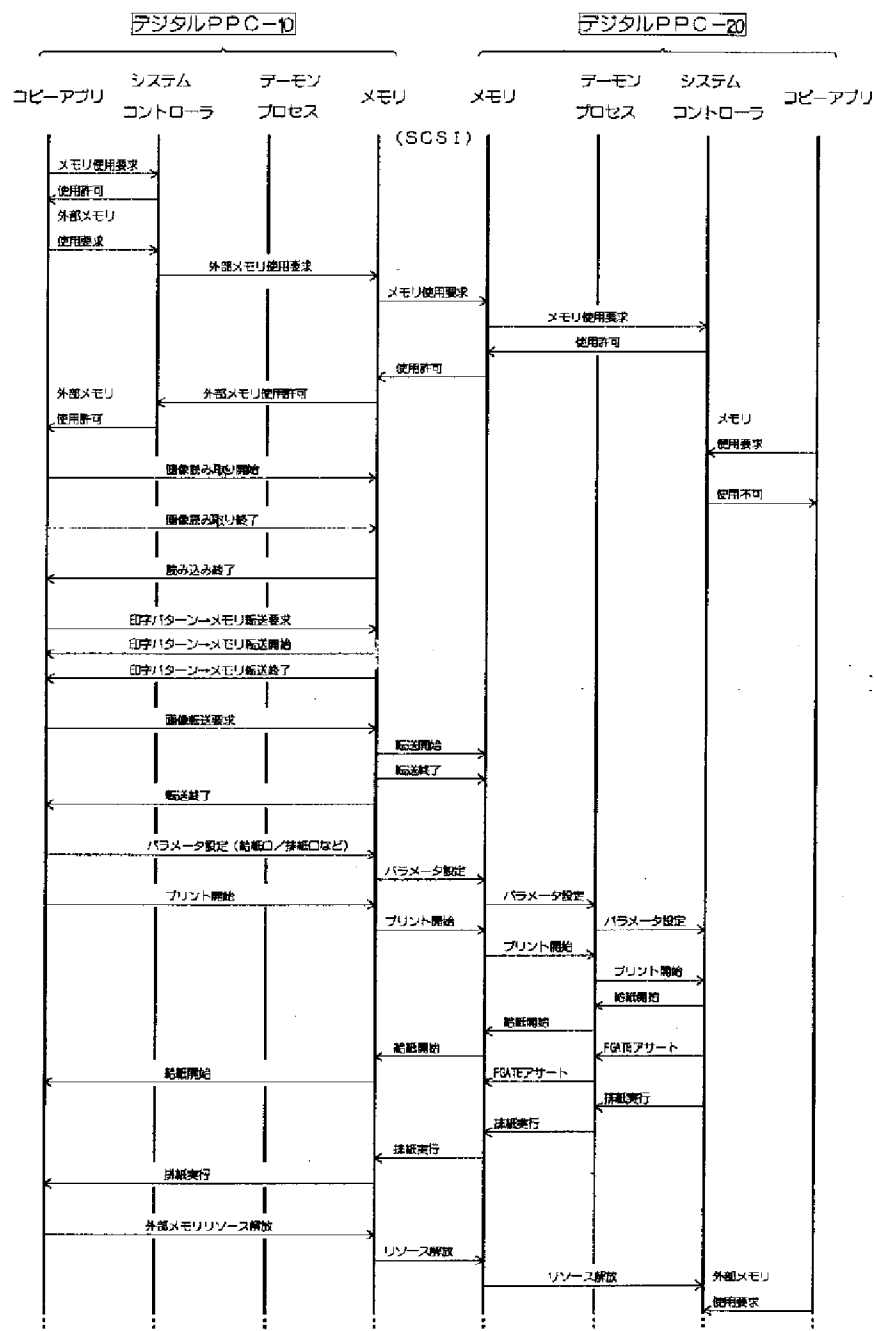 デジタルPPC-10
デジタルPPC-20
コピーアプリ
システム
コントローラ
デーモン
プロセス
メモリ
メモリ
デーモン
プロセス
システム
コントローラ
コピーアプリ
(SCSI)
メモリ使用要求
使用許可
外部メモリ
使用要求
外部メモリ使用要求
メモリ使用要求
メモリ使用要求
使用許可
使用許可
外部メモリ使用許可
外部メモリ
使用許可
メモリ
使用要求
画像読み取り開始
使用不可
画像読み取り終了
読み込み終了
印字パターン→メモリ転送要求
印字パターン→メモリ転送開始
印字パターン→メモリ転送終了
画像転送要求
転送開始
転送終了
転送終了
パラメータ設定(給紙口/排紙口など)
パラメータ設定
プリント開始
パラメータ設定
プリント開始
パラメータ設定
プリント開始
プリント開始
給紙開始
給紙開始
給紙開始
FGATEアサート
給紙開始
FGATEアサート
排紙実行
排紙実行
排紙実行
排紙実行
外部メモリリソース解放
リソース解放
リソース解放
外部メモリ
使用要求